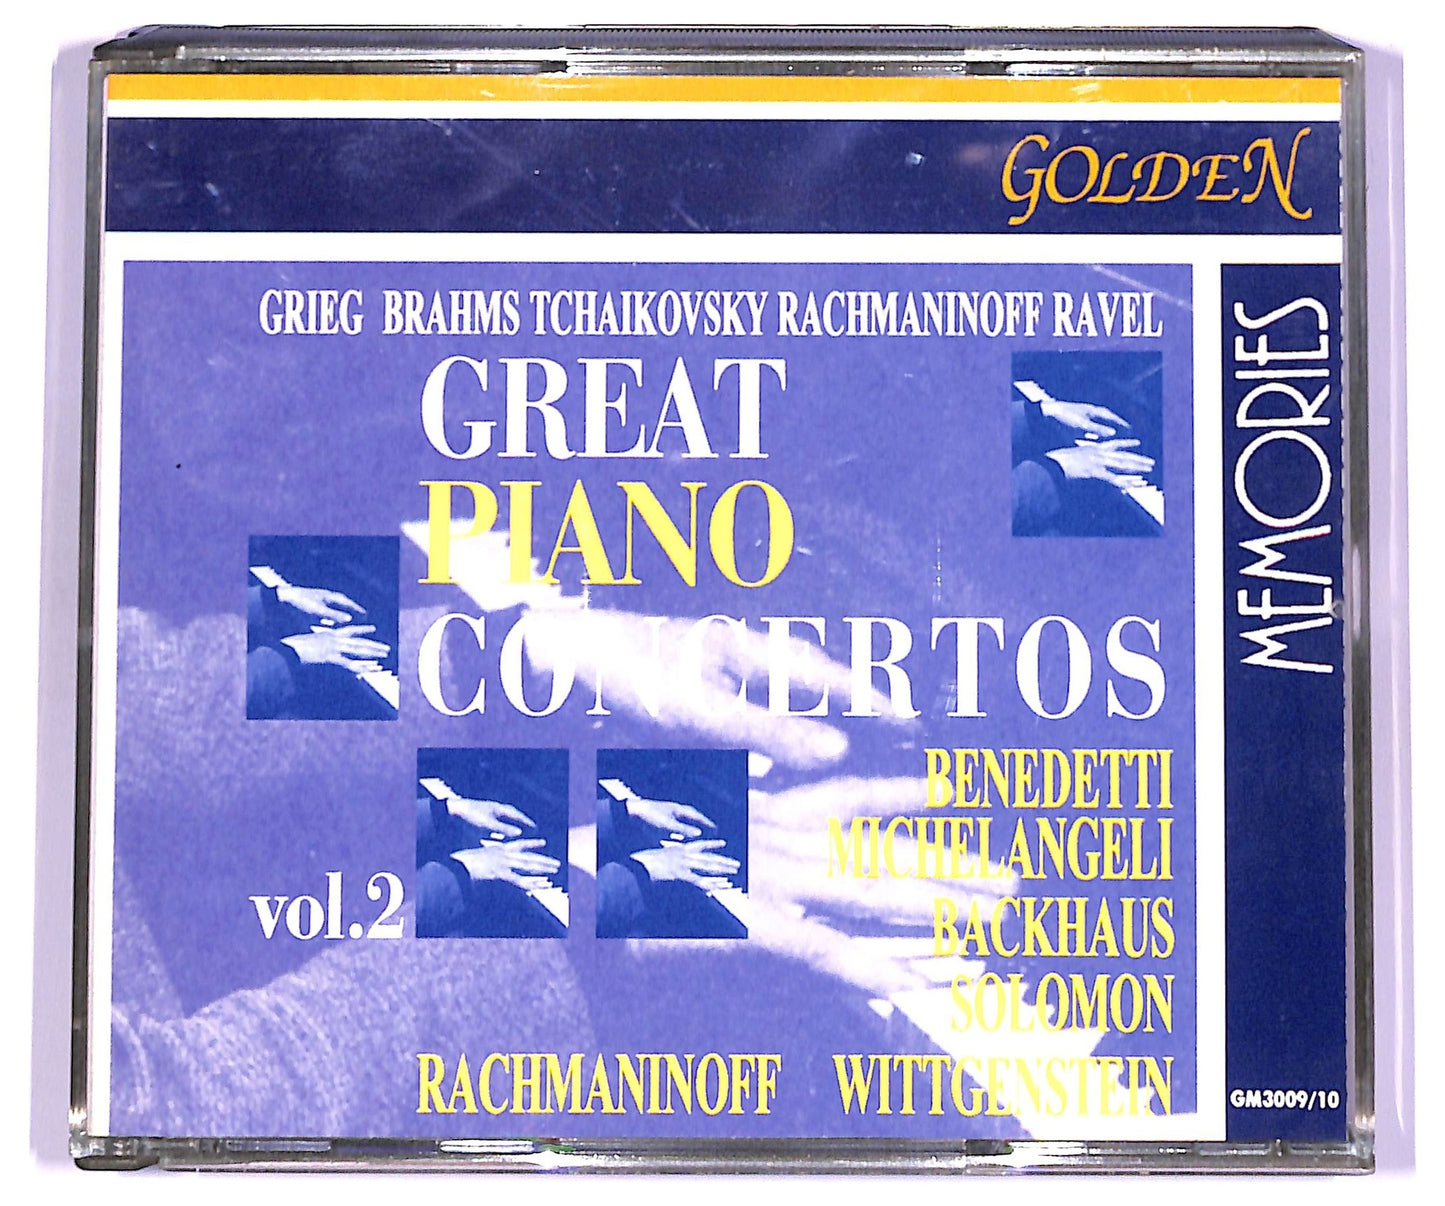 GOLDEN
MEMORIES
GRIEG BRAHMS TCHAIKOVSKY RACHMANINOFF RAVEL
GREAT
PIANO
CONCERTOS
vol.2
BENEDETTI
MICHELANGELI
BACKHAUS
SOLOMON
RACHMANINOFF WITTGENSTEIN
GM3009/10